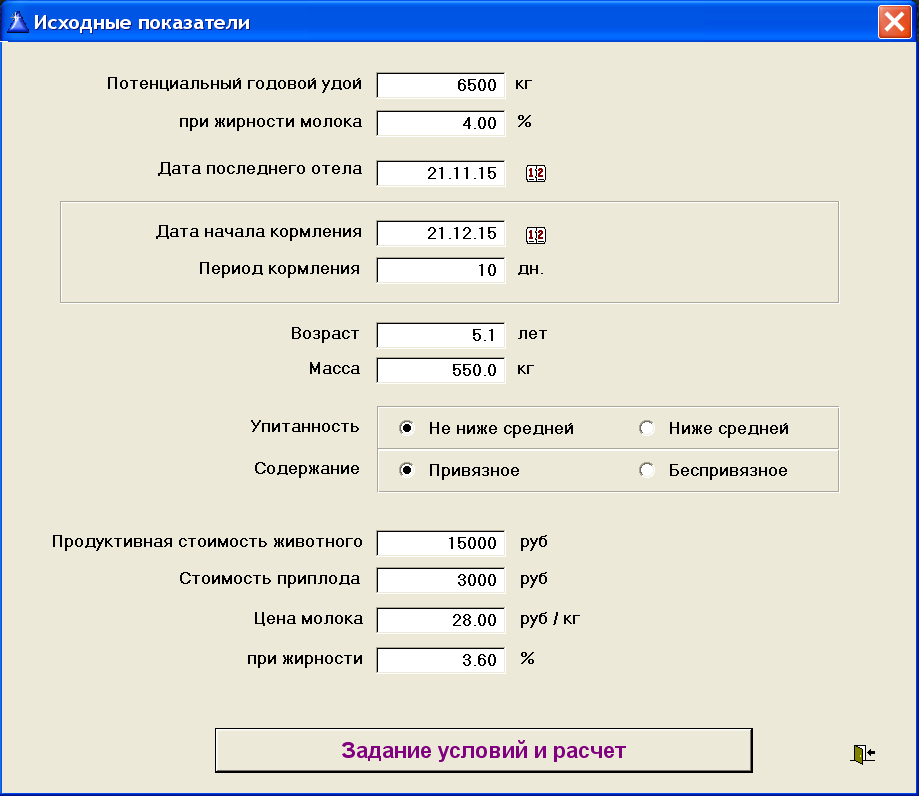 Исходные показатели
Потенциальный годовой удой 6500 кг
при жирности молока 4.00 %
Дата последнего отела 21.11.15 12
Дата начала кормления 21.12.15 12
Период кормления 10 дн.
Возраст 5.1 лет
Масса 550.0 кг
Упитанность Не ниже средней Ниже средней
Содержание Привязное Беспривязное
Продуктивная стоимость животного 15000 руб
Стоимость приплода 3000 руб
Цена молока 28.00 руб / кг
при жирности 3.60 %
Задание условий и расчет